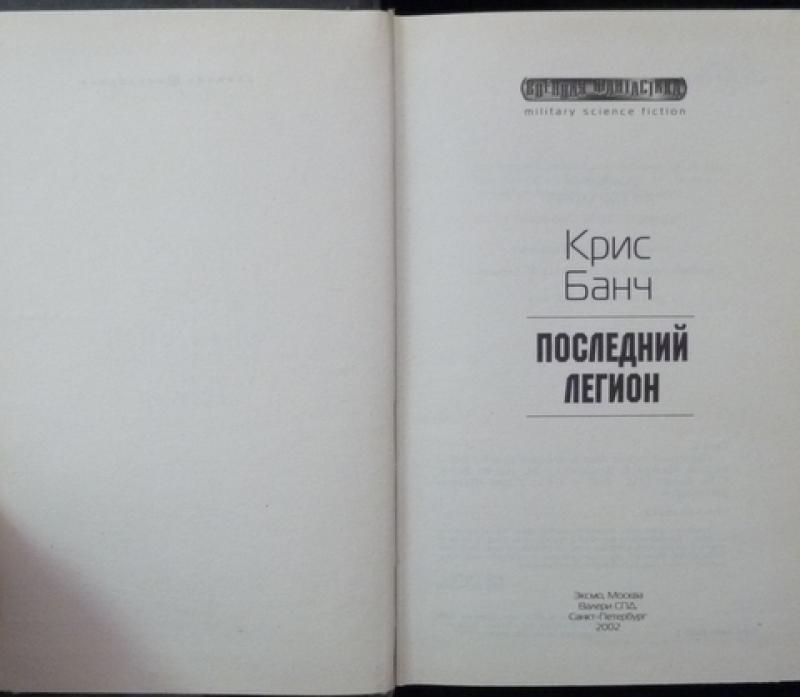 ВОЕННАЯ ФАНТАСТИКА
military science fiction
Крис
Банч
ПОСЛЕДНИЙ
ЛЕГИОН
Эксмо, Москва
Валери СПД,
Санкт-Петербург
2002